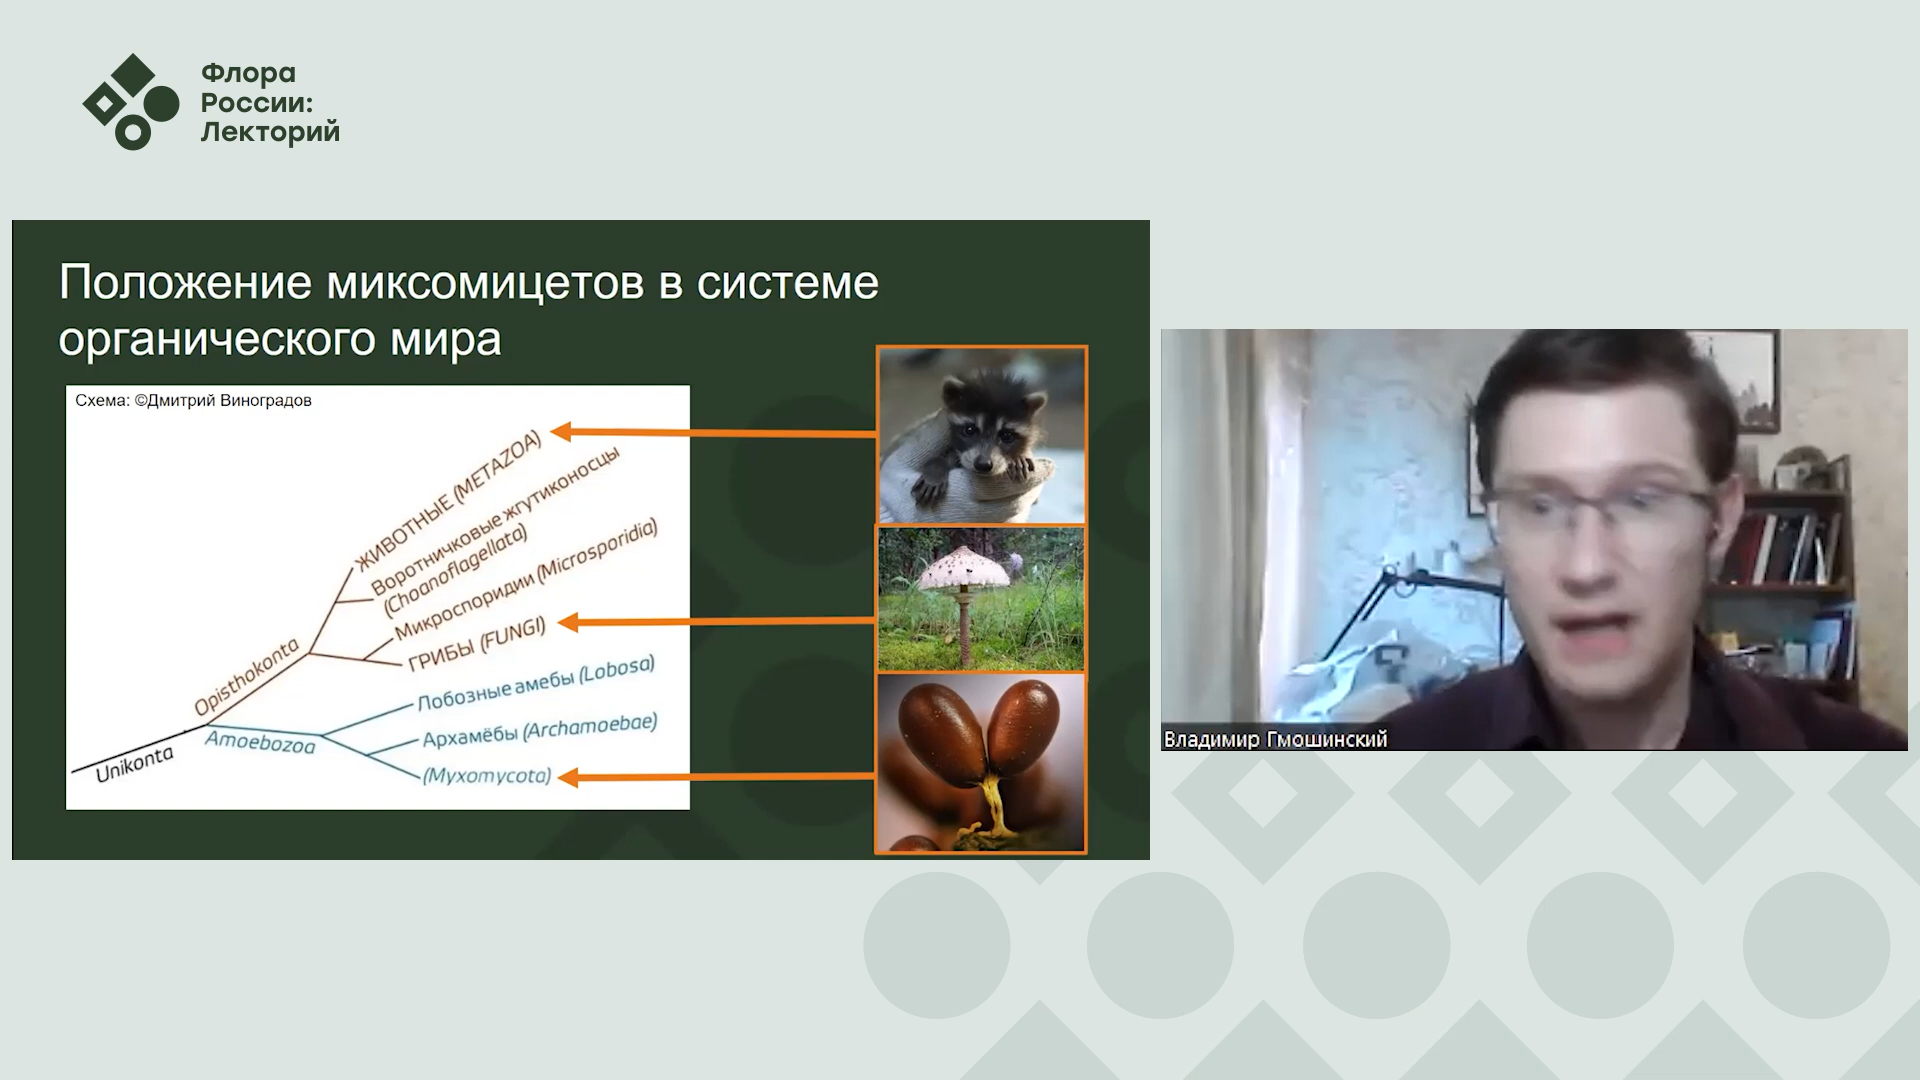 Флора
России:
Лекторий
Положение миксомицетов в системе
органического мира
Схема: ©Дмитрий Виноградов
ЖИВОТНЫЕ (METAZOA)
Воротничковые жгутиконосцы
(Choanoflagellata)
Микроспоридии (Microsporidia)
ГРИБЫ (FUNGI)
Opisthokonta
Лобозные амебы (Lobosa)
Amoebozoa
Архамёбы (Archamoebae)
Unikonta
(Myxomycota)
Владимир Гмошинский